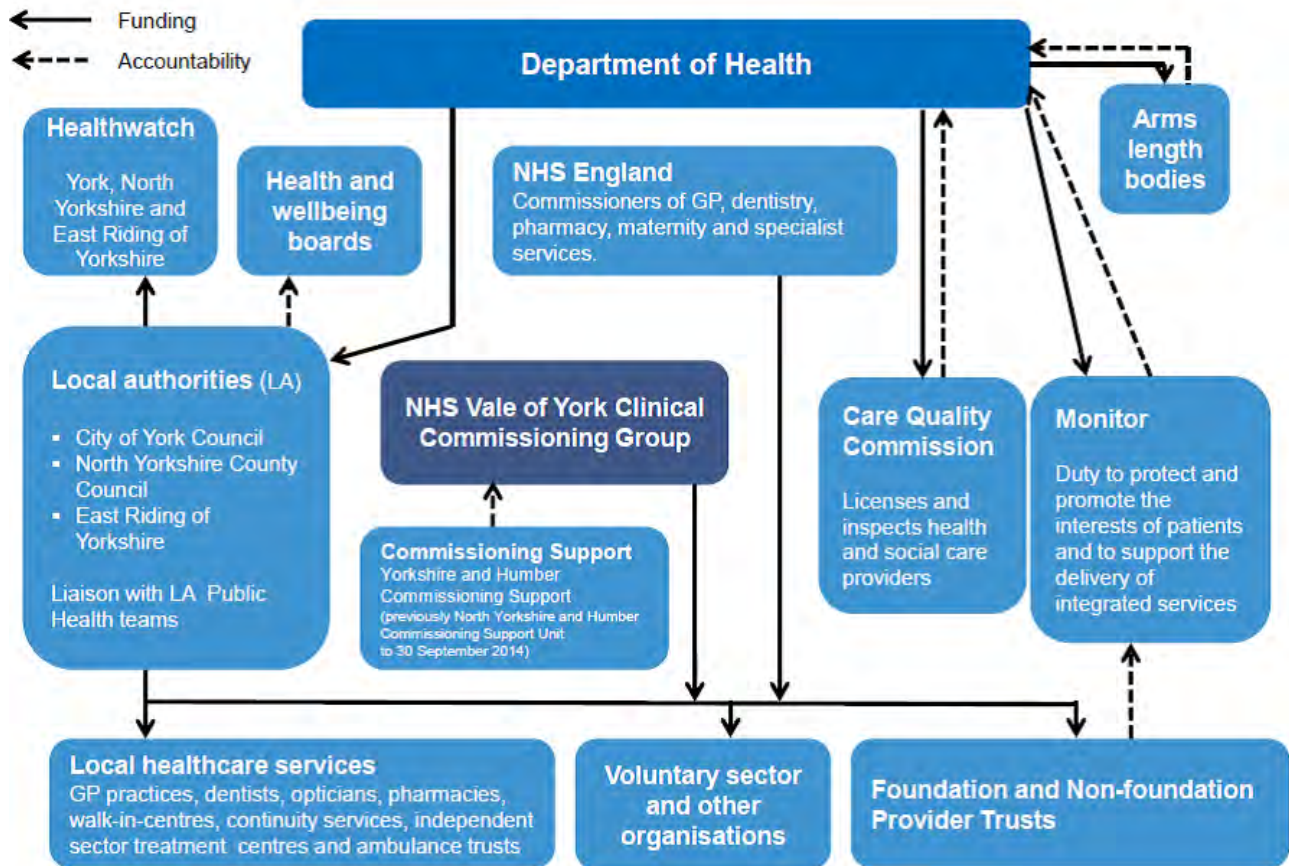 Funding
Accountability
Department of Health
Healthwatch
York, North
Yorkshire and
East Riding of
Yorkshire
Health and
wellbeing
boards
NHS England
Commissioners of GP, dentistry,
pharmacy, maternity and specialist
services.
Arms
length
bodies
Local authorities (LA)
▪ City of York Council
▪ North Yorkshire County
Council
▪ East Riding of
Yorkshire
Liaison with LA Public
Health teams
NHS Vale of York Clinical
Commissioning Group
Commissioning Support
Yorkshire and Humber
Commissioning Support
(previously North Yorkshire and Humber
Commissioning Support Unit
to 30 September 2014)
Care Quality
Commission
Licenses and
inspects health
and social care
providers
Monitor
Duty to protect and
promote the
interests of patients
and to support the
delivery of
integrated services
Local healthcare services
GP practices, dentists, opticians, pharmacies,
walk-in-centres, continuity services, independent
sector treatment centres and ambulance trusts
Voluntary sector
and other
organisations
Foundation and Non-foundation
Provider Trusts